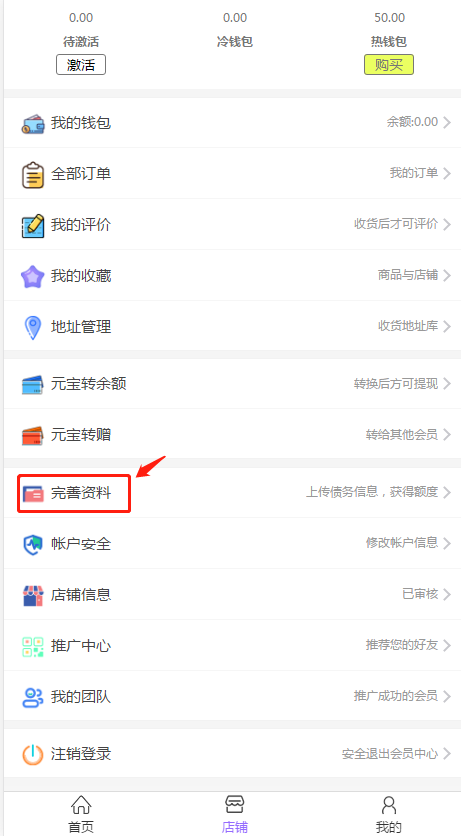 0.00 0.00 50.00
待激活 冷钱包 热钱包
激活 购买
我的钱包 余额:0.00
全部订单 我的订单
我的评价 收货后才可评价
我的收藏 商品与店铺
地址管理 收货地址库
元宝转余额 转换后方可提现
元宝转赠 转给其他会员
完善资料 上传债务信息，获得额度
帐户安全 修改帐户信息
店铺信息 已审核
推广中心 推荐您的好友
我的团队 推广成功的会员
注销登录 安全退出会员中心
首页 店铺 我的